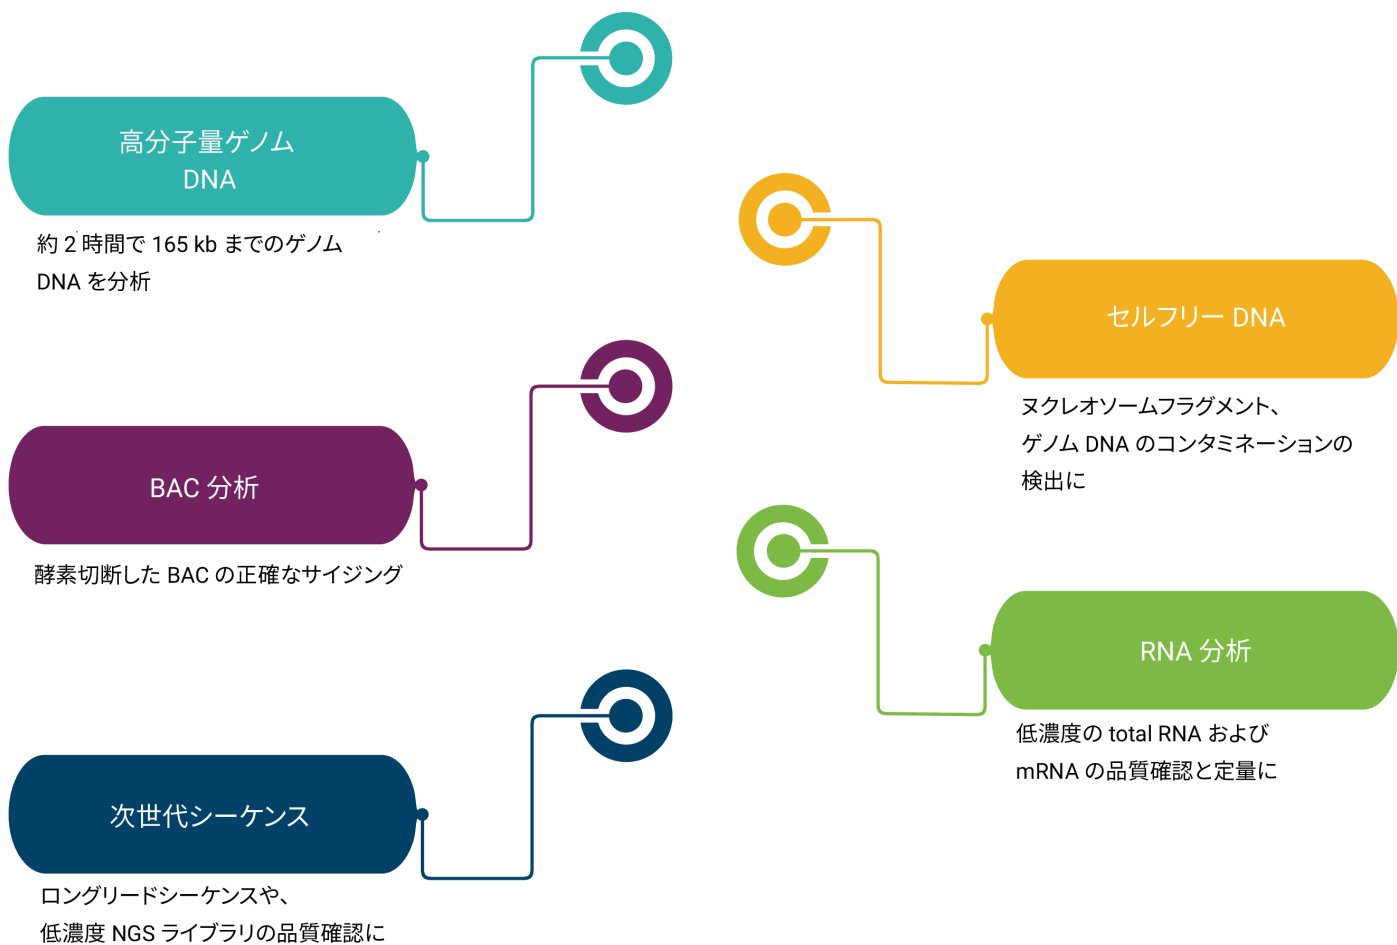 高分子量ゲノム
DNA
約 2 時間で 165 kb までのゲノム
DNA を分析
セルフリー DNA
ヌクレオソームフラグメント、
ゲノム DNA のコンタミネーションの
検出に
BAC 分析
酵素切断した BAC の正確なサイジング
RNA 分析
低濃度の total RNA および
mRNA の品質確認と定量に
次世代シーケンス
ロングリードシーケンスや、
低濃度 NGS ライブラリの品質確認に